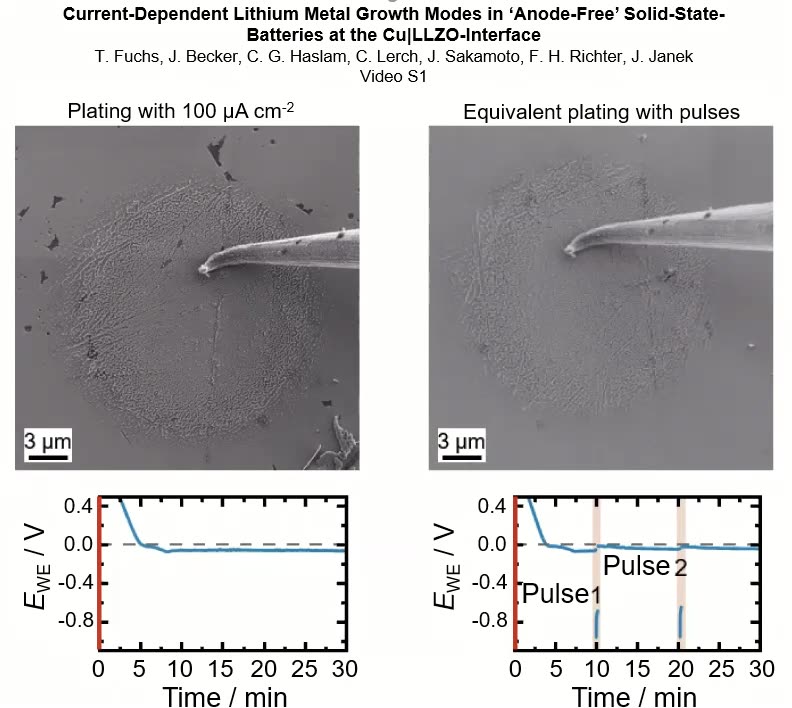 Current-Dependent Lithium Metal Growth Modes in ‘Anode-Free’ Solid-State-
Batteries at the Cu|LLZO-Interface
T. Fuchs, J. Becker, C. G. Haslam, C. Lerch, J. Sakamoto, F. H. Richter, J. Janek
Video S1
Plating with 100 µA cm-2
Equivalent plating with pulses
3 µm
3 µm
0.4
0.0
-0.4
-0.8
EWE / V
0 5 10 15 20 25 30
Time / min
0.4
0.0
-0.4
-0.8
EWE / V
Pulse 2
Pulse1
0 5 10 15 20 25 30
Time / min